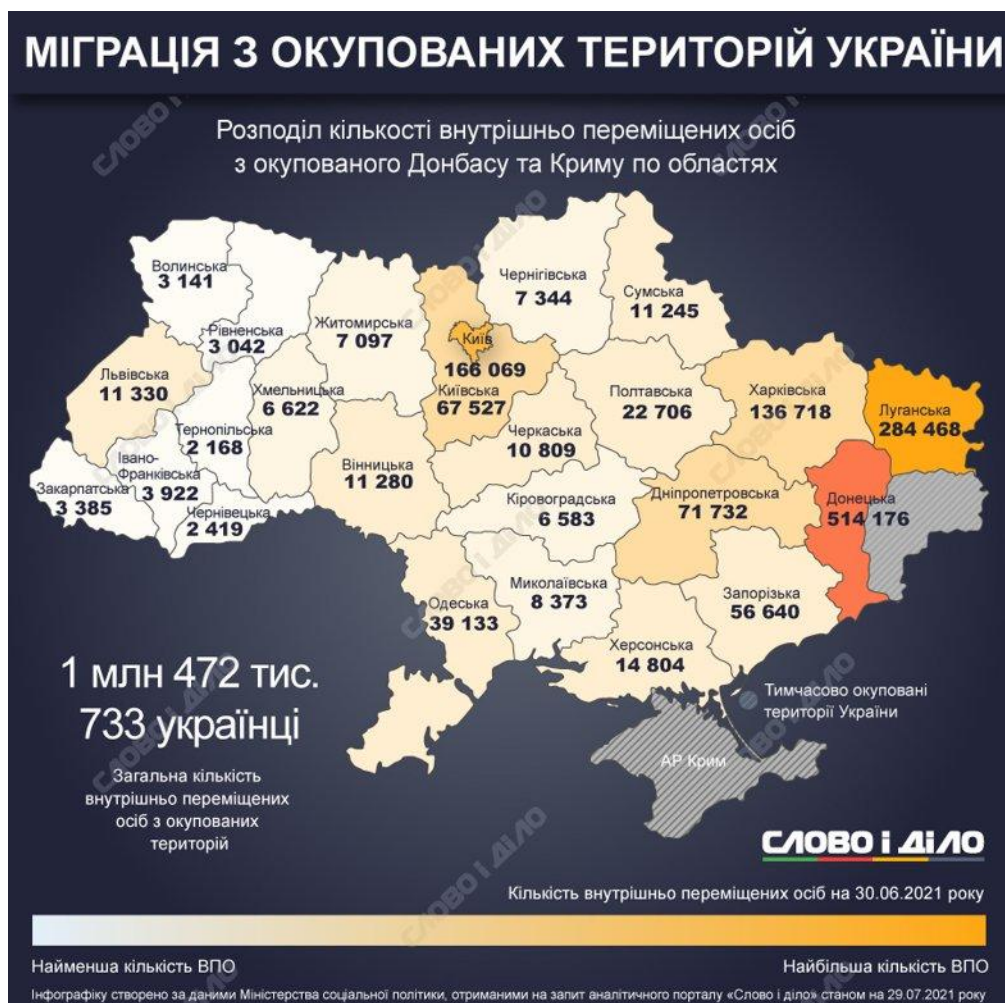 МІГРАЦІЯ З ОКУПОВАНИХ ТЕРИТОРІЙ УКРАЇНИ
Розподіл кількості внутрішньо переміщених осіб
з окупованого Донбасу та Криму по областях
Волинська
3 141
Рівненська
3 042
Житомирська
7 097
Київ
166 069
Київська
67 527
Чернігівська
7 344
Сумська
11 245
Львівська
11 330
Тернопільська
2 168
Хмельницька
6 622
Вінницька
11 280
Черкаська
10 809
Полтавська
22 706
Харківська
136 718
Луганська
284 468
Закарпатська
3 385
Івано-
Франківська
3 922
Чернівецька
2 419
Кіровоградська
6 583
Дніпропетровська
71 732
Донецька
514 176
Одеська
39 133
Миколаївська
8 373
Херсонська
14 804
Запорізька
56 640
АР Крим
Тимчасово окуповані
території України
1 млн 472 тис.
733 українці
Загальна кількість
внутрішньо переміщених
осіб з окупованих
територій
СЛОВО і ДіЛО
Кількість внутрішньо переміщених осіб на 30.06.2021 року
Найменша кількість ВПО
Найбільша кількість ВПО
Інфографіку створено за даними Міністерства соціальної політики, отриманими на запит аналітичного порталу «Слово і діло» станом на 29.07.2021 року